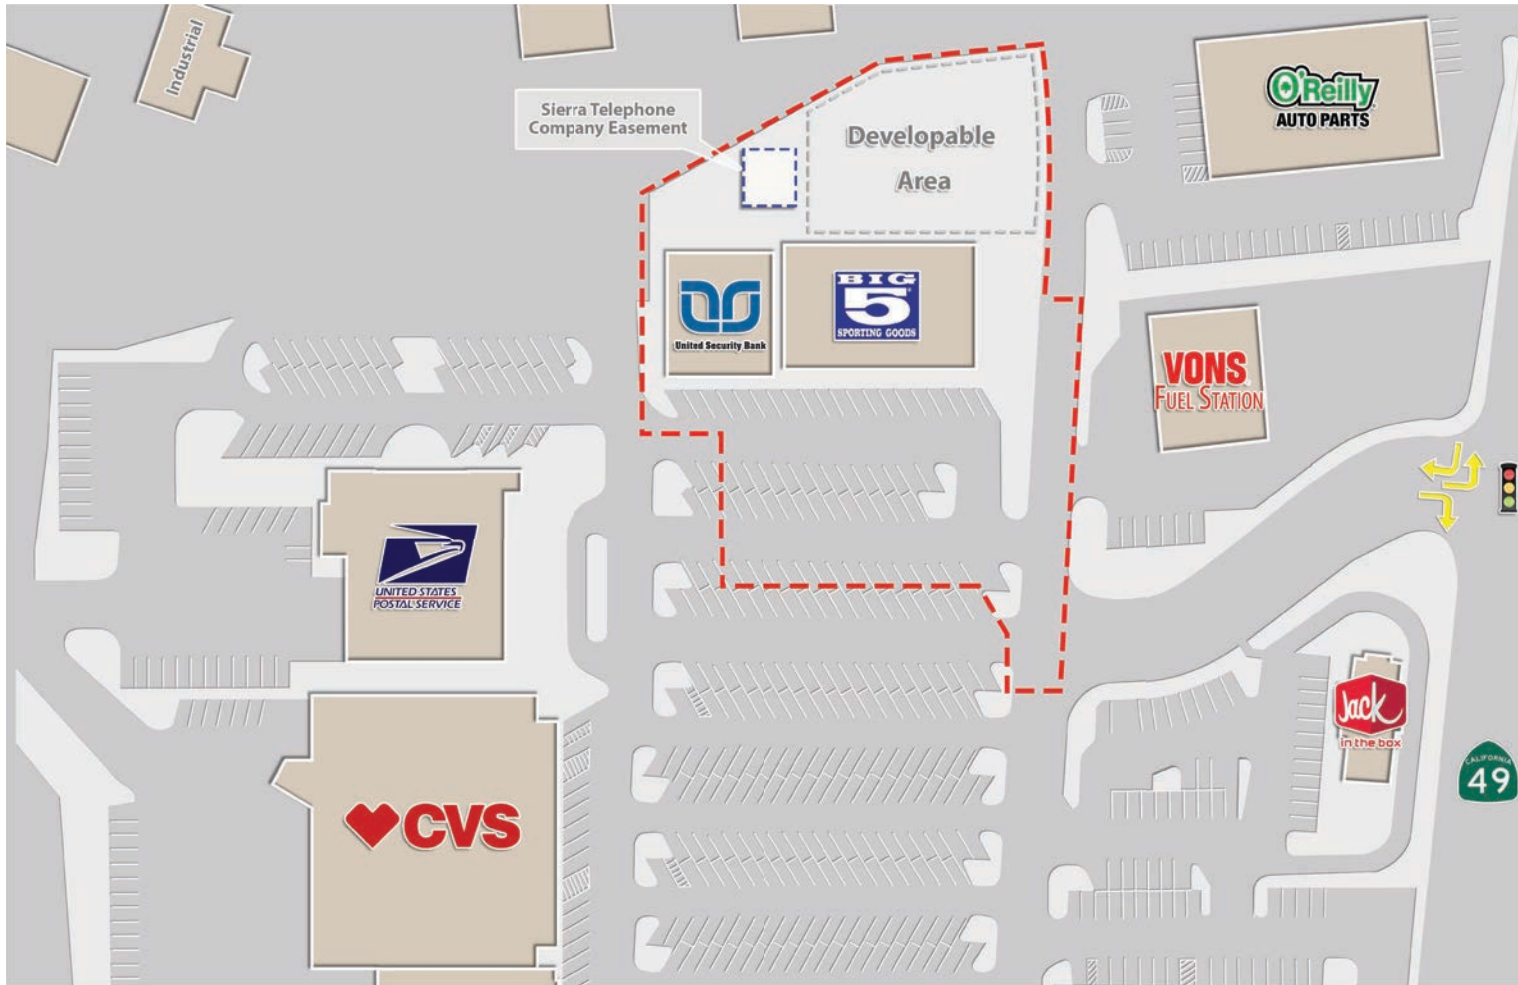 Industrial
Sierra Telephone
Company Easement
Developable
Area
O'Reilly
AUTO PARTS
United Security Bank
BIG
5
SPORTING GOODS
VONS
FUEL STATION
UNITED STATES
POSTAL SERVICE
Jack
in the box
CALIFORNIA
49
CVS